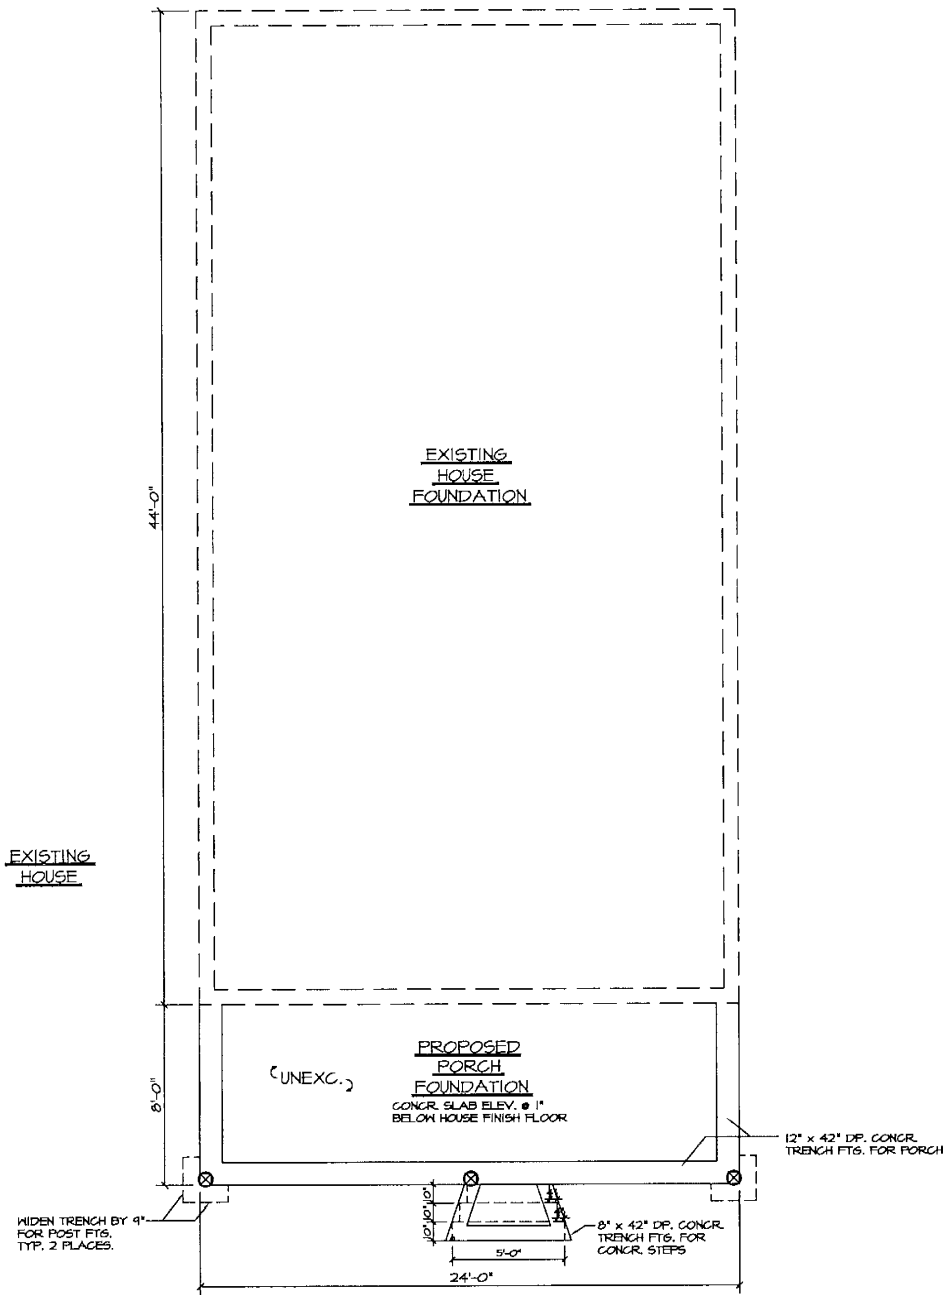 44'-0"
EXISTING
HOUSE
FOUNDATION
EXISTING
HOUSE
8'-0"
UNEXC.
PROPOSED
PORCH
FOUNDATION
CONCR. SLAB ELEV. @ 1"
BELOW HOUSE FINISH FLOOR
12" x 42" DP. CONCR.
TRENCH FTG. FOR PORCH
WIDEN TRENCH BY 9"
FOR POST FTG.
TYP. 2 PLACES.
10"
10"
10"
8" x 42" DP. CONCR.
TRENCH FTG. FOR
CONCR. STEPS
5'-0"
24'-0"